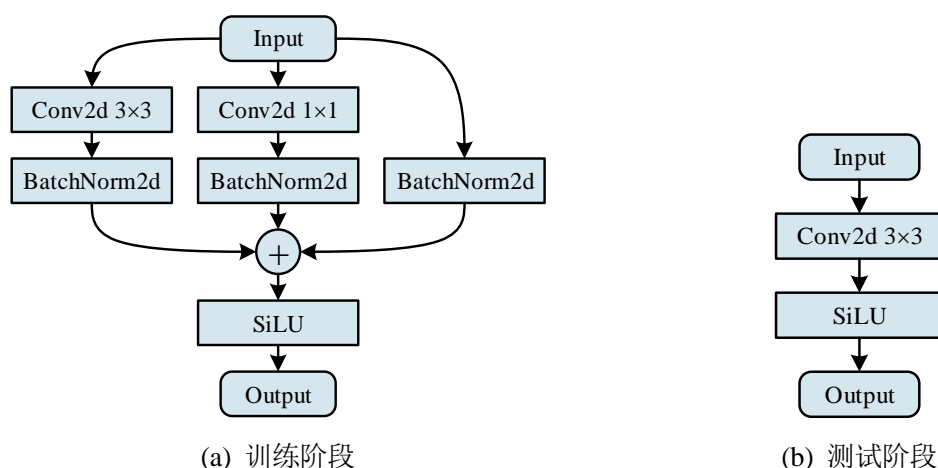 Input
Conv2d 3×3
Conv2d 1×1
BatchNorm2d
BatchNorm2d
BatchNorm2d
+
SiLU
Output
(a) 训练阶段
Input
Conv2d 3×3
SiLU
Output
(b) 测试阶段